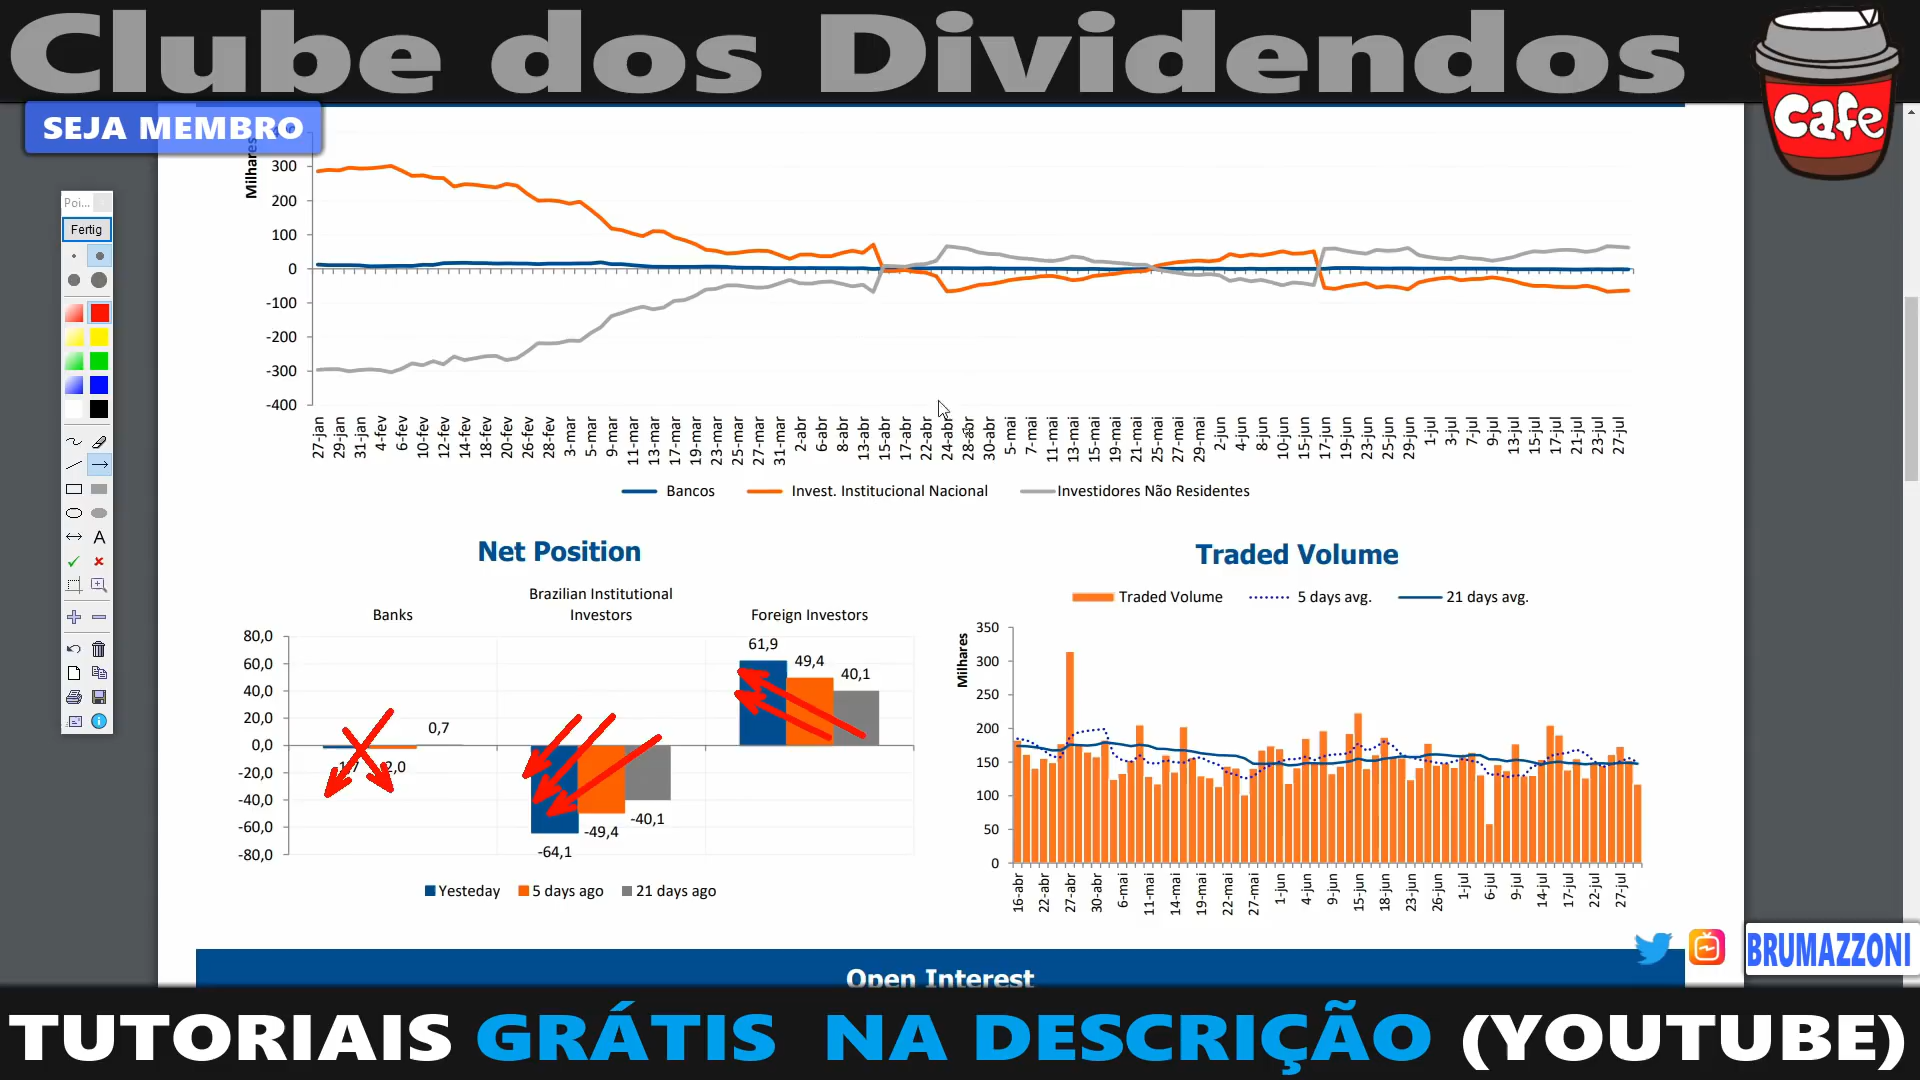 Clube dos Dividendos
Cafe
SEJA MEMBRO
Milhares
300
200
100
0
-100
-200
-300
-400
27-jan 29-jan 31-jan 4-fev 6-fev 10-fev 12-fev 14-fev 18-fev 20-fev 26-fev 28-fev 3-mar 5-mar 9-mar 11-mar 13-mar 17-mar 19-mar 23-mar 25-mar 27-mar 31-mar 2-abr 6-abr 8-abr 13-abr 15-abr 17-abr 22-abr 24-abr 28-abr 30-abr 5-mai 7-mai 11-mai 13-mai 15-mai 19-mai 21-mai 25-mai 27-mai 29-mai 2-jun 4-jun 8-jun 10-jun 15-jun 17-jun 19-jun 23-jun 25-jun 29-jun 1-jul 3-jul 7-jul 9-jul 13-jul 15-jul 17-jul 21-jul 23-jul 27-jul
Bancos Invest. Institucional Nacional Investidores Não Residentes
Poi...
Fertig
A
Net Position
Banks
Brazilian Institutional
Investors
Foreign Investors
80,0
60,0
40,0
20,0
0,0
-20,0
-40,0
-60,0
-80,0
0,7
-49,4
-40,1
-64,1
61,9
49,4
40,1
Yesteday 5 days ago 21 days ago
Traded Volume
Traded Volume 5 days avg. 21 days avg.
Milhares
350
300
250
200
150
100
50
0
16-abr 22-abr 27-abr 30-abr 6-mai 11-mai 14-mai 19-mai 22-mai 27-mai 1-jun 4-jun 9-jun 15-jun 18-jun 23-jun 26-jun 1-jul 6-jul 9-jul 14-jul 17-jul 22-jul 27-jul
BRUMAZZONI
Open Interest
TUTORIAIS GRÁTIS NA DESCRIÇÃO (YOUTUBE)